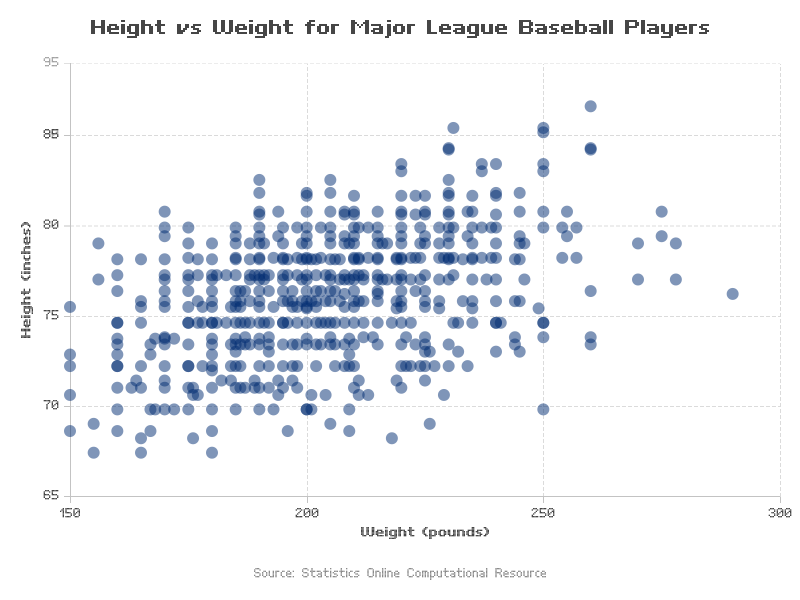 Height vs Weight for Major League Baseball Players
95
85
80
75
70
65
Height (inches)
150 200 250 300
Weight (pounds)
Source: Statistics Online Computational Resource